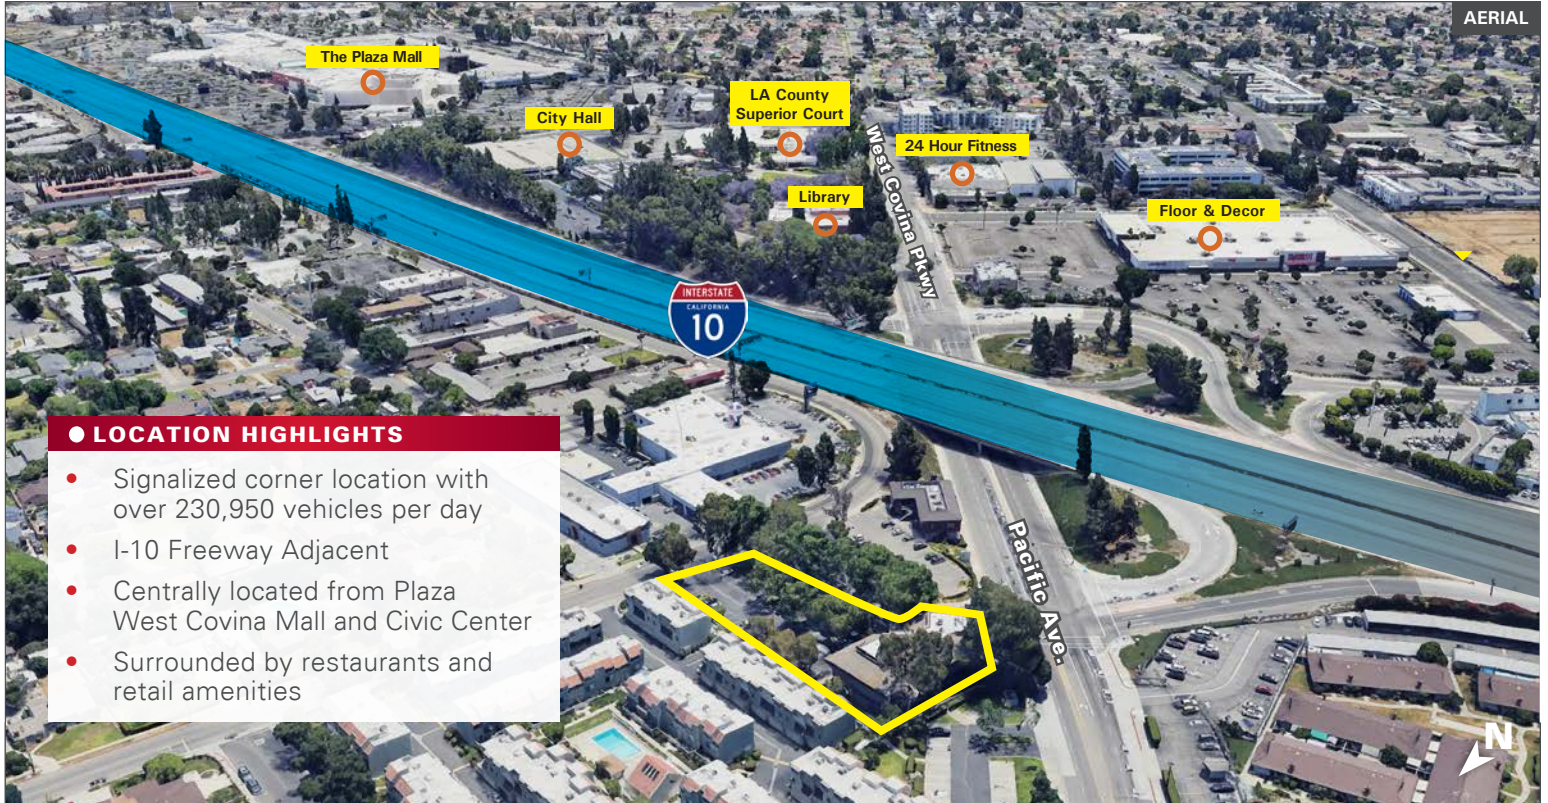 AERIAL
The Plaza Mall
City Hall
LA County
Superior Court
West Covina Pkwy
24 Hour Fitness
Library
Floor & Decor
INTERSTATE
CALIFORNIA
10
LOCATION HIGHLIGHTS
Signalized corner location with
over 230,950 vehicles per day
I-10 Freeway Adjacent
Centrally located from Plaza
West Covina Mall and Civic Center
Surrounded by restaurants and
retail amenities
Pacific Ave.
N